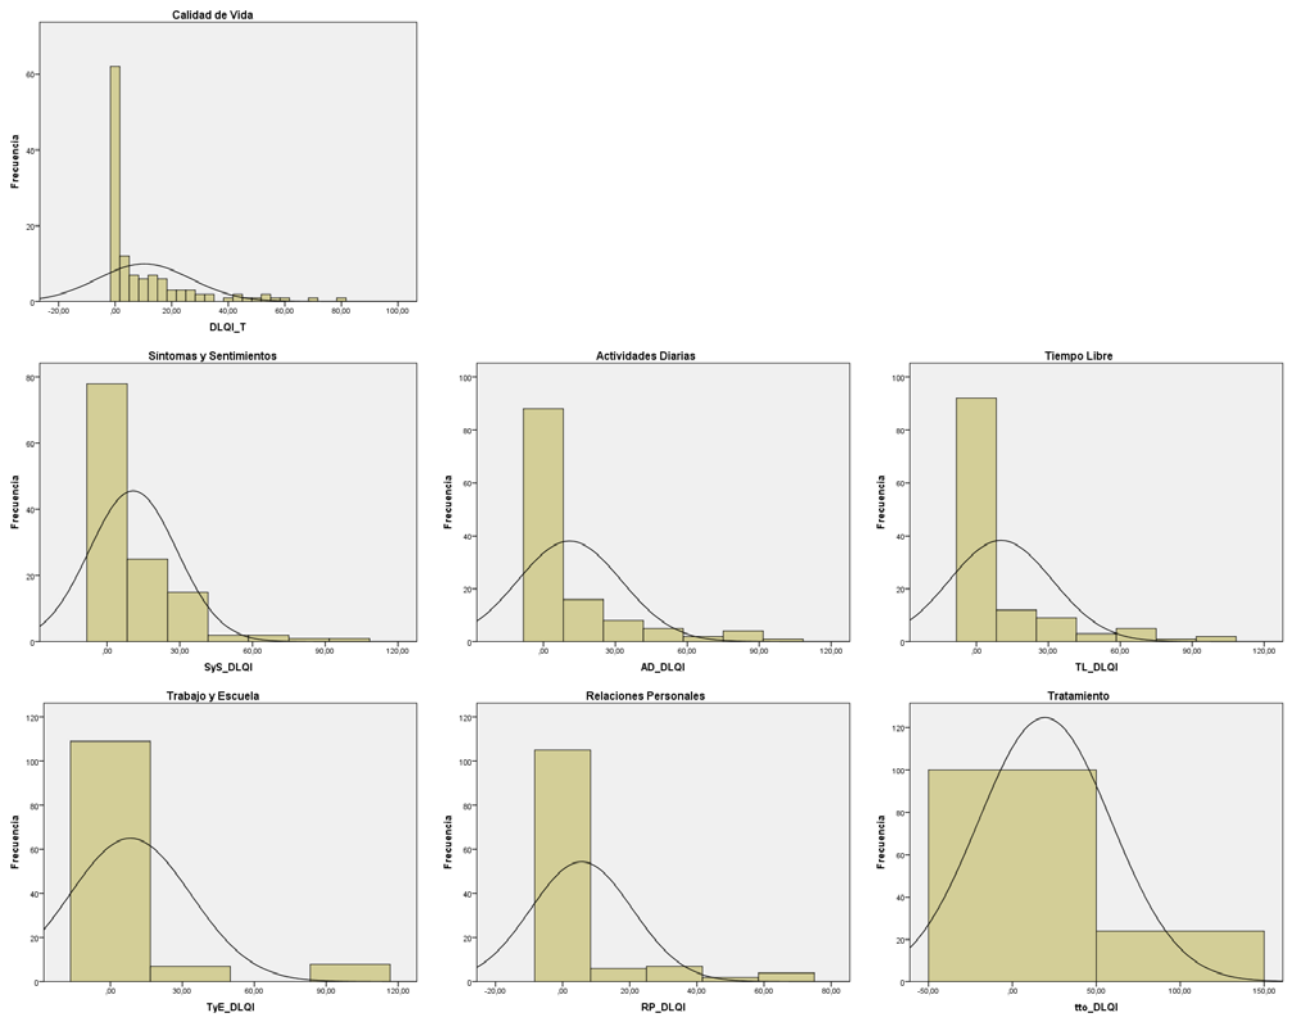 Calidad de Vida
Frecuencia
60
40
20
0
-20,00 ,00 20,00 40,00 60,00 80,00 100,00
DLQI_T
Síntomas y Sentimientos
Frecuencia
80
60
40
20
0
,00 30,00 60,00 90,00 120,00
SyS_DLQI
Actividades Diarias
Frecuencia
100
80
60
40
20
0
,00 30,00 60,00 90,00 120,00
AD_DLQI
Tiempo Libre
Frecuencia
100
80
60
40
20
0
,00 30,00 60,00 90,00 120,00
TL_DLQI
Trabajo y Escuela
Frecuencia
120
100
80
60
40
20
0
,00 30,00 60,00 90,00 120,00
TyE_DLQI
Relaciones Personales
Frecuencia
120
100
80
60
40
20
0
-20,00 ,00 20,00 40,00 60,00 80,00
RP_DLQI
Tratamiento
Frecuencia
120
100
80
60
40
20
0
-50,00 ,00 50,00 100,00 150,00
tto_DLQI